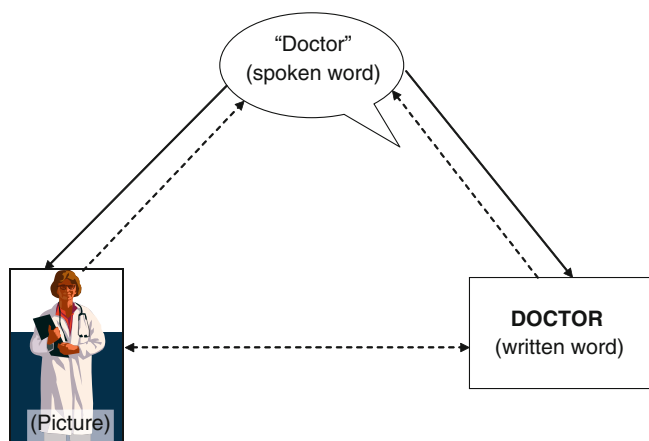 “Doctor”
(spoken word)
DOCTOR
(written word)
(Picture)